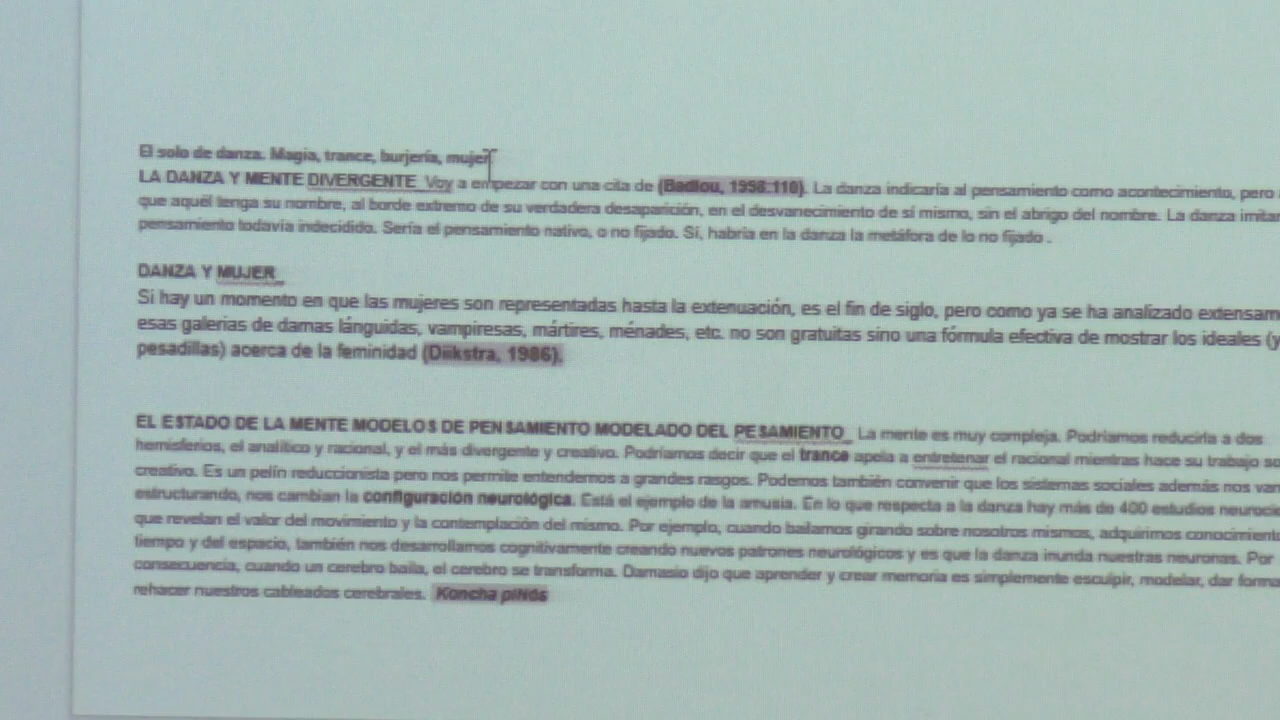 El solo de danza. Magia, trance, burjería, mujer
LA DANZA Y MENTE DIVERGENTE_ Voy a empezar con una cita de (Badiou, 1998:110). La danza indicaría al pensamiento como acontecimiento, pero
que aquél tenga su nombre, al borde extremo de su verdadera desaparición, en el desvanecimiento de sí mismo, sin el abrigo del nombre. La danza imita
pensamiento todavía indecidido. Sería el pensamiento nativo, o no fijado. Sí, habría en la danza la metáfora de lo no fijado .
DANZA Y MUJER_
Si hay un momento en que las mujeres son representadas hasta la extenuación, es el fin de siglo, pero como ya se ha analizado extensam
esas galerías de damas lánguidas, vampiresas, mártires, ménades, etc. no son gratuitas sino una fórmula efectiva de mostrar los ideales (y
pesadillas) acerca de la feminidad (Diikstra, 1986).
EL ESTADO DE LA MENTE MODELOS DE PENSAMIENTO MODELADO DEL PESAMIENTO_ La mente es muy compleja. Podríamos reducirla a dos
hemisferios, el analítico y racional, y el más divergente y creativo. Podríamos decir que el trance apela a entretenar el racional mientras hace su trabajo
creativo. Es un pelín reduccionista pero nos permite entendernos a grandes rasgos. Podemos también convenir que los sistemas sociales además nos van
estructurando, nos cambian la configuración neurológica. Está el ejemplo de la amusia. En lo que respecta a la danza hay más de 400 estudios neuroci
que revelan el valor del movimiento y la contemplación del mismo. Por ejemplo, cuando bailamos girando sobre nosotros mismos, adquirimos conocimient
tiempo y del espacio, también nos desarrollamos cognitivamente creando nuevos patrones neurológicos y es que la danza inunda nuestras neuronas. Por
consecuencia, cuando un cerebro baila, el cerebro se transforma. Damasio dijo que aprender y crear memoria es simplemente esculpir, modelar, dar forma
rehacer nuestros cableados cerebrales. Koncha piNós